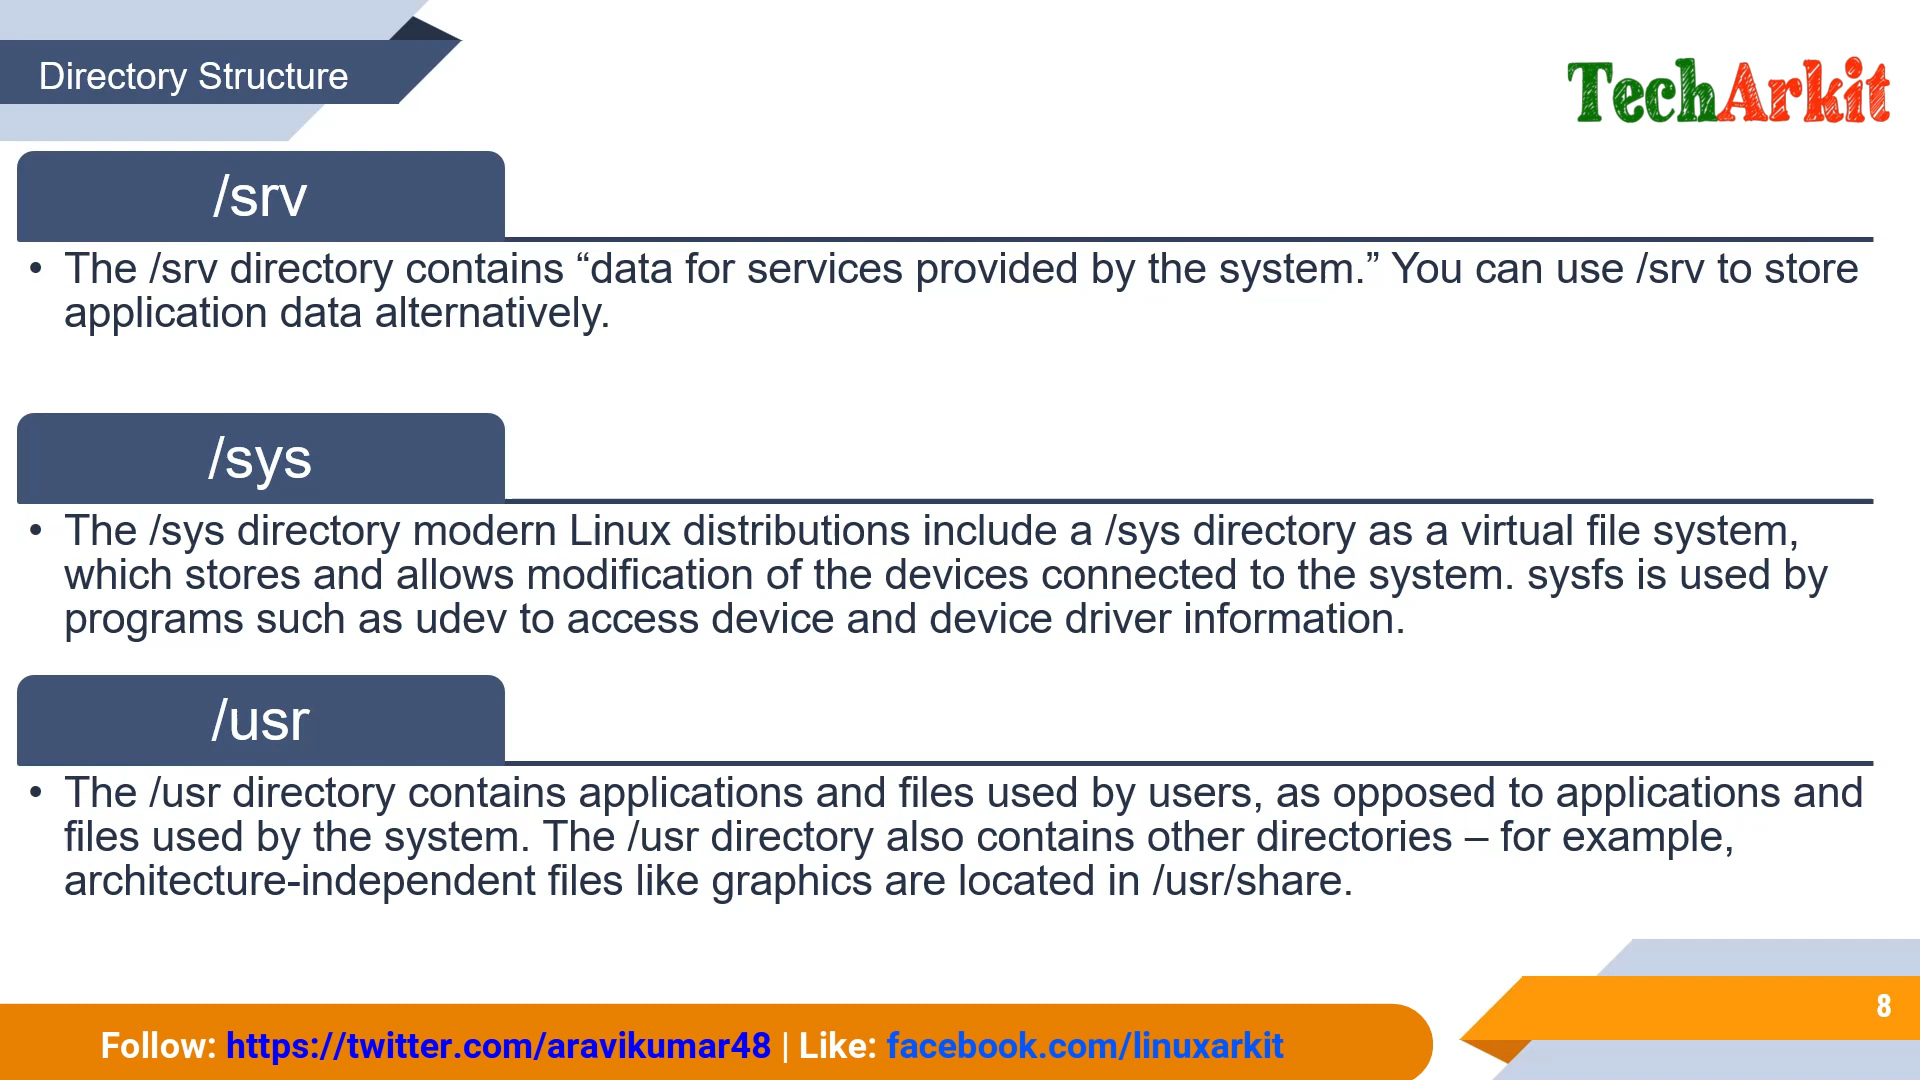 Directory Structure
TechArkit
/srv
• The /srv directory contains “data for services provided by the system.” You can use /srv to store
application data alternatively.
/sys
• The /sys directory modern Linux distributions include a /sys directory as a virtual file system,
which stores and allows modification of the devices connected to the system. sysfs is used by
programs such as udev to access device and device driver information.
/usr
• The /usr directory contains applications and files used by users, as opposed to applications and
files used by the system. The /usr directory also contains other directories – for example,
architecture-independent files like graphics are located in /usr/share.
8
Follow: https://twitter.com/aravikumar48 | Like: facebook.com/linuxarkit